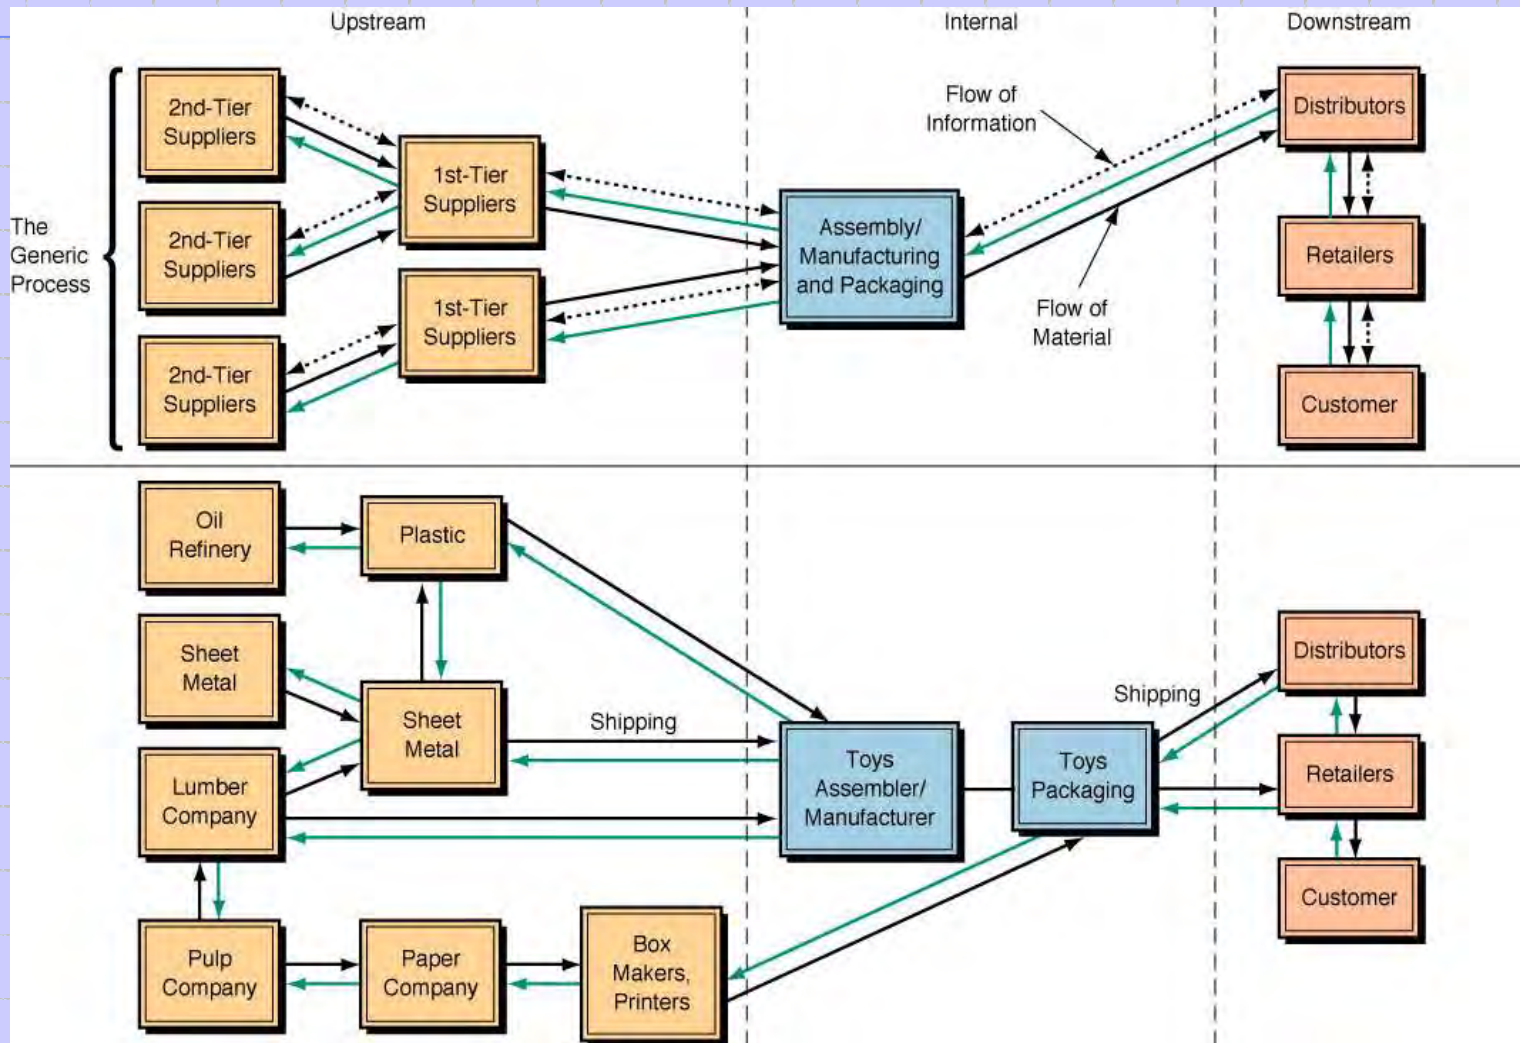 Upstream
Internal
Downstream
The
Generic
Process
2nd-Tier
Suppliers
2nd-Tier
Suppliers
2nd-Tier
Suppliers
1st-Tier
Suppliers
1st-Tier
Suppliers
Assembly/
Manufacturing
and Packaging
Flow of
Information
Flow of
Material
Distributors
Retailers
Customer
Oil
Refinery
Plastic
Sheet
Metal
Sheet
Metal
Shipping
Lumber
Company
Pulp
Company
Paper
Company
Box
Makers,
Printers
Toys
Assembler/
Manufacturer
Toys
Packaging
Shipping
Distributors
Retailers
Customer